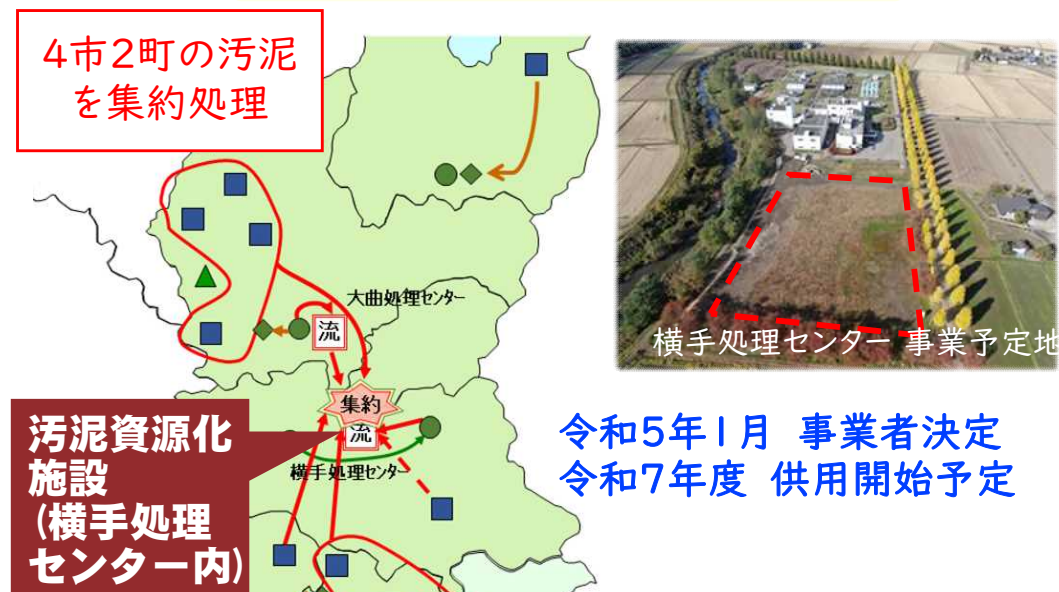 4市2町の汚泥
を集約処理
大曲処理センター
流
集約
流
横手処理センター
汚泥資源化
施設
(横手処理
センター内)
横手処理センター 事業予定地
令和5年1月 事業者決定
令和7年度 供用開始予定